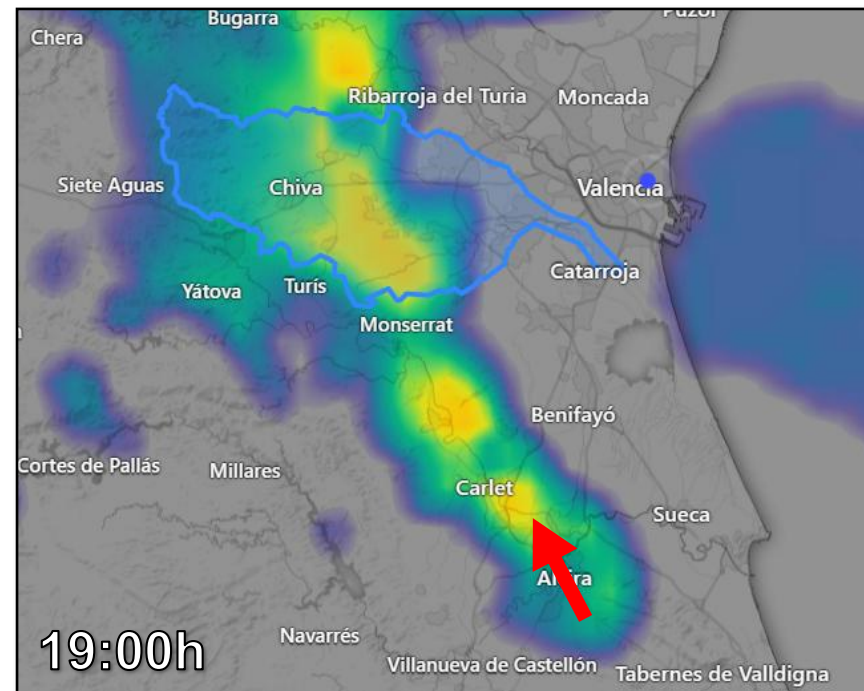 Bugarra
Chera
Ribarroja del Turia
Moncada
Siete Aguas
Chiva
Valencia
Catarroja
Yátova
Turís
Monserrat
Benifayó
Cortes de Pallás
Millares
Carlet
Sueca
Navarrés
Villanueva de Castellón
Tabernes de Valldigna
19:00h